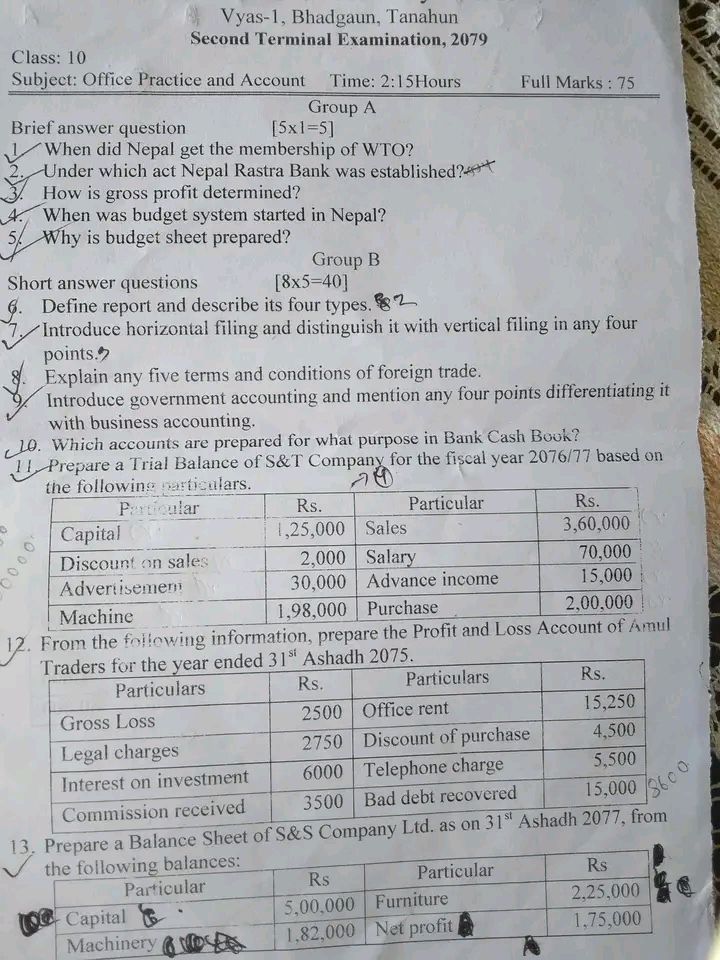 Vyas-1, Bhadgaun, Tanahun
Second Terminal Examination, 2079
Class: 10
Subject: Office Practice and Account Time: 2:15Hours Full Marks : 75
Group A
Brief answer question [5x1=5]
1. When did Nepal get the membership of WTO?
2. Under which act Nepal Rastra Bank was established?
3. How is gross profit determined?
4. When was budget system started in Nepal?
5. Why is budget sheet prepared?
Group B
Short answer questions [8x5=40]
6. Define report and describe its four types. 2
7. Introduce horizontal filing and distinguish it with vertical filing in any four
points.
8. Explain any five terms and conditions of foreign trade.
9. Introduce government accounting and mention any four points differentiating it
with business accounting.
10. Which accounts are prepared for what purpose in Bank Cash Book?
11. Prepare a Trial Balance of S&T Company for the fiscal year 2076/77 based on
the following particulars. 4
Particular Rs. Particular Rs.
Capital 1,25,000 Sales 3,60,000
Discount on sales 2,000 Salary 70,000
Advertisement 30,000 Advance income 15,000
Machine 1,98,000 Purchase 2,00,000
12. From the following information, prepare the Profit and Loss Account of Amul
Traders for the year ended 31st Ashadh 2075.
Particulars Rs. Particulars Rs.
Gross Loss 2500 Office rent 15,250
Legal charges 2750 Discount of purchase 4,500
Interest on investment 6000 Telephone charge 5,500
Commission received 3500 Bad debt recovered 15,000 8600
13. Prepare a Balance Sheet of S&S Company Ltd. as on 31st Ashadh 2077, from
the following balances:
Particular Rs Particular Rs
Capital 5,00,000 Furniture 2,25,000
Machinery 1,82,000 Net profit 1,75,000